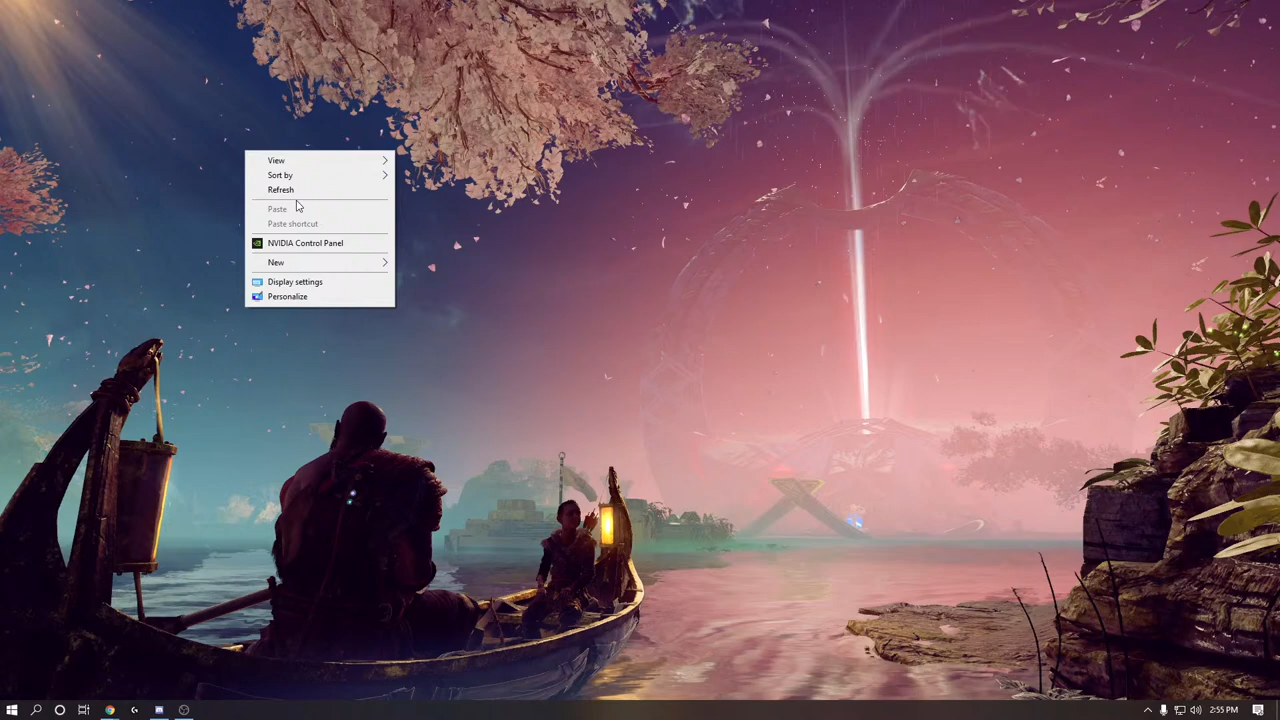 View
Sort by
Refresh
Paste
Paste shortcut
NVIDIA Control Panel
New
Display settings
Personalize
2:55 PM